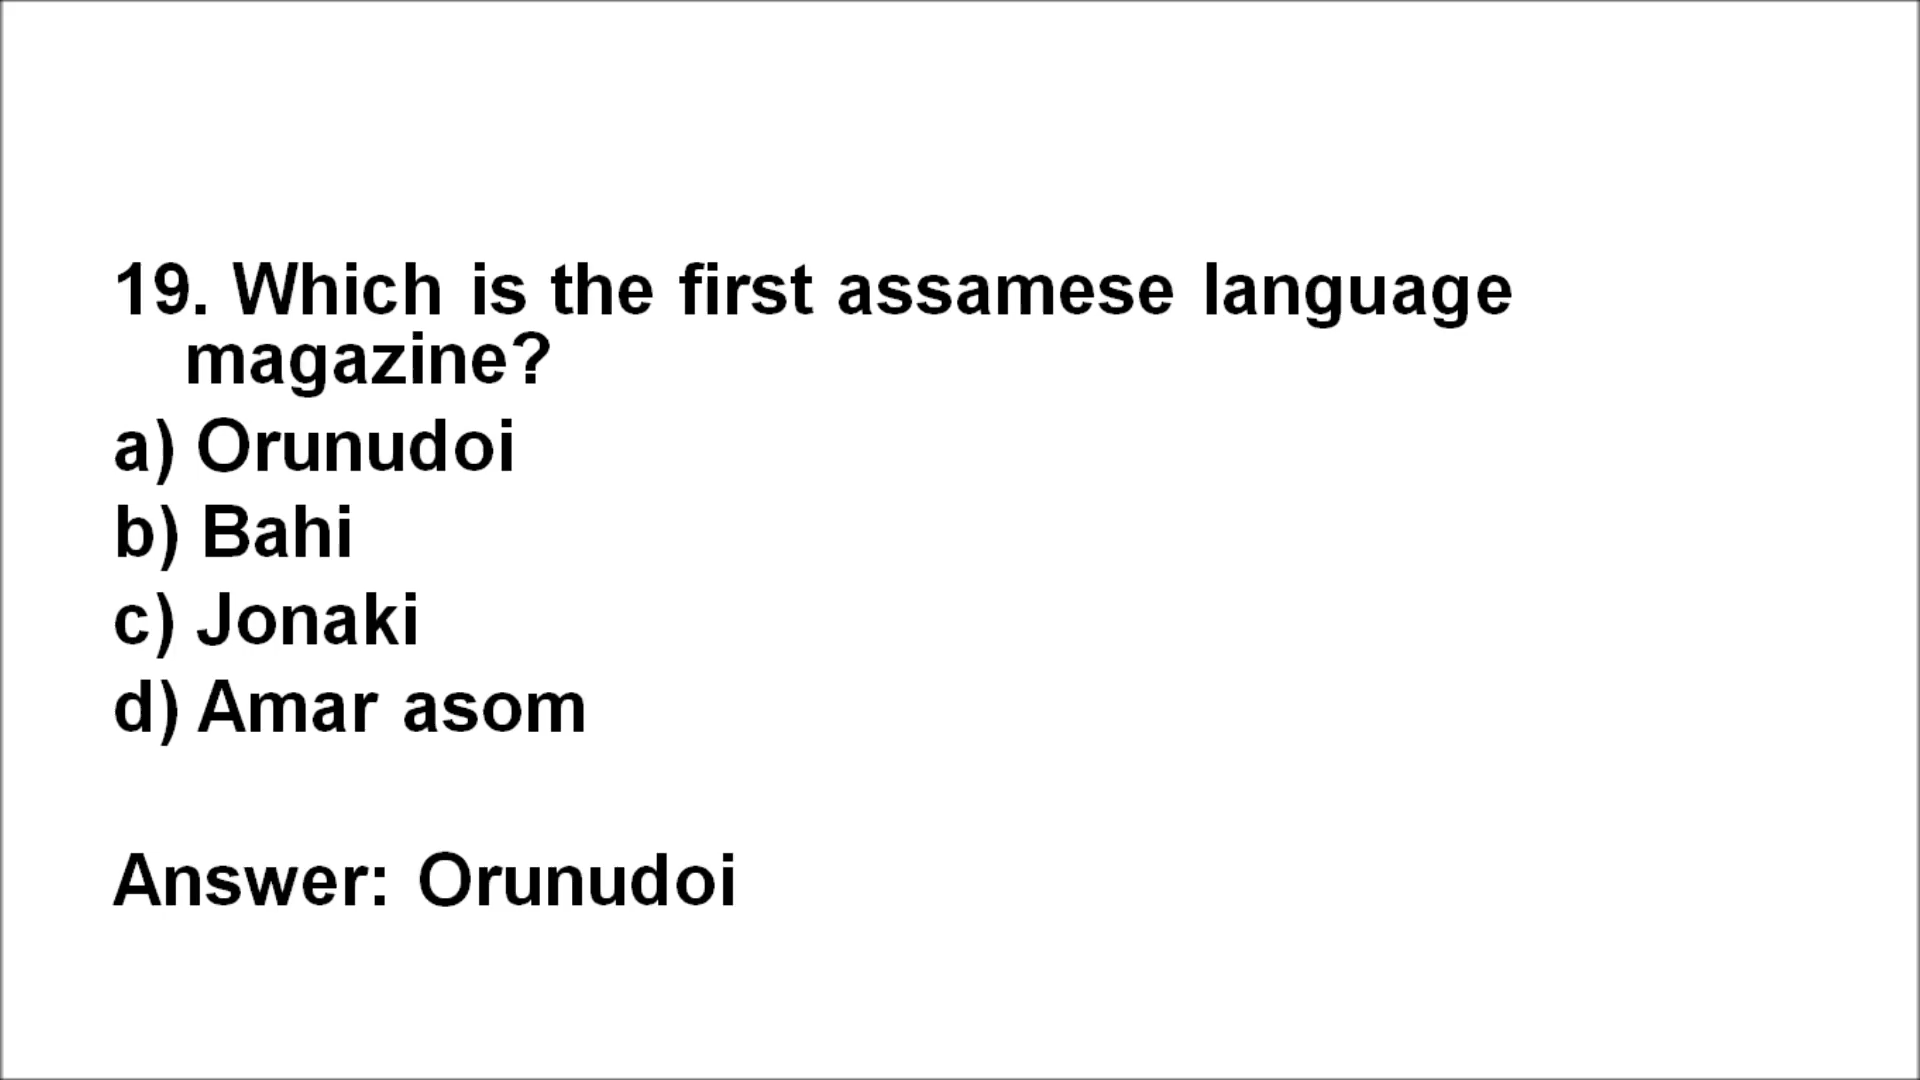 19. Which is the first assamese language
magazine?
a) Orunudoi
b) Bahi
c) Jonaki
d) Amar asom
Answer: Orunudoi